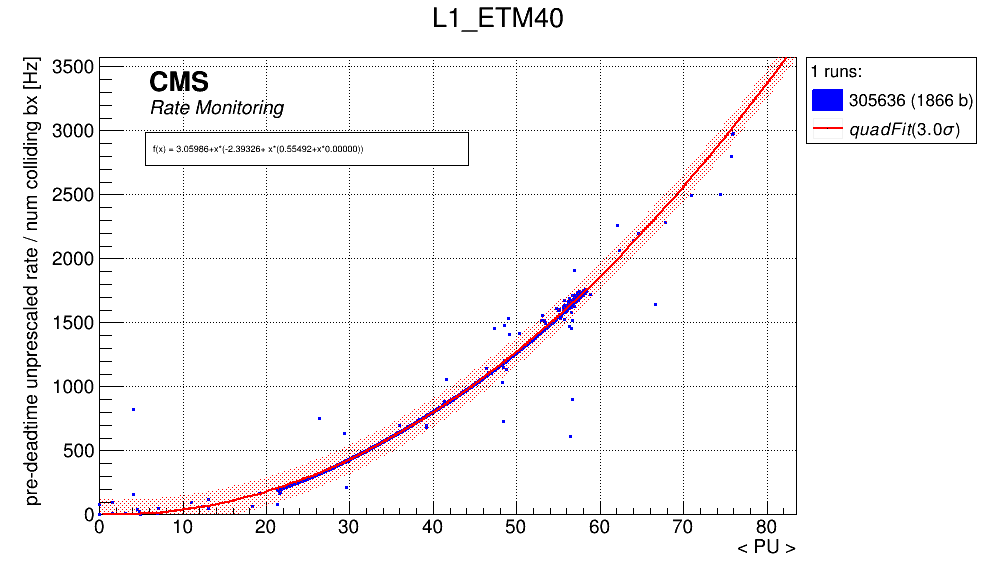 L1_ETM40
pre-deadtime unprescaled rate / num colliding bx [Hz]
3500
3000
2500
2000
1500
1000
500
0
CMS
Rate Monitoring
f(x) = 3.05986+x*(-2.39326+ x*(0.55492+x*0.00000))
1 runs:
305636 (1866 b)
quadFit(3.0σ)
0 10 20 30 40 50 60 70 80
< PU >